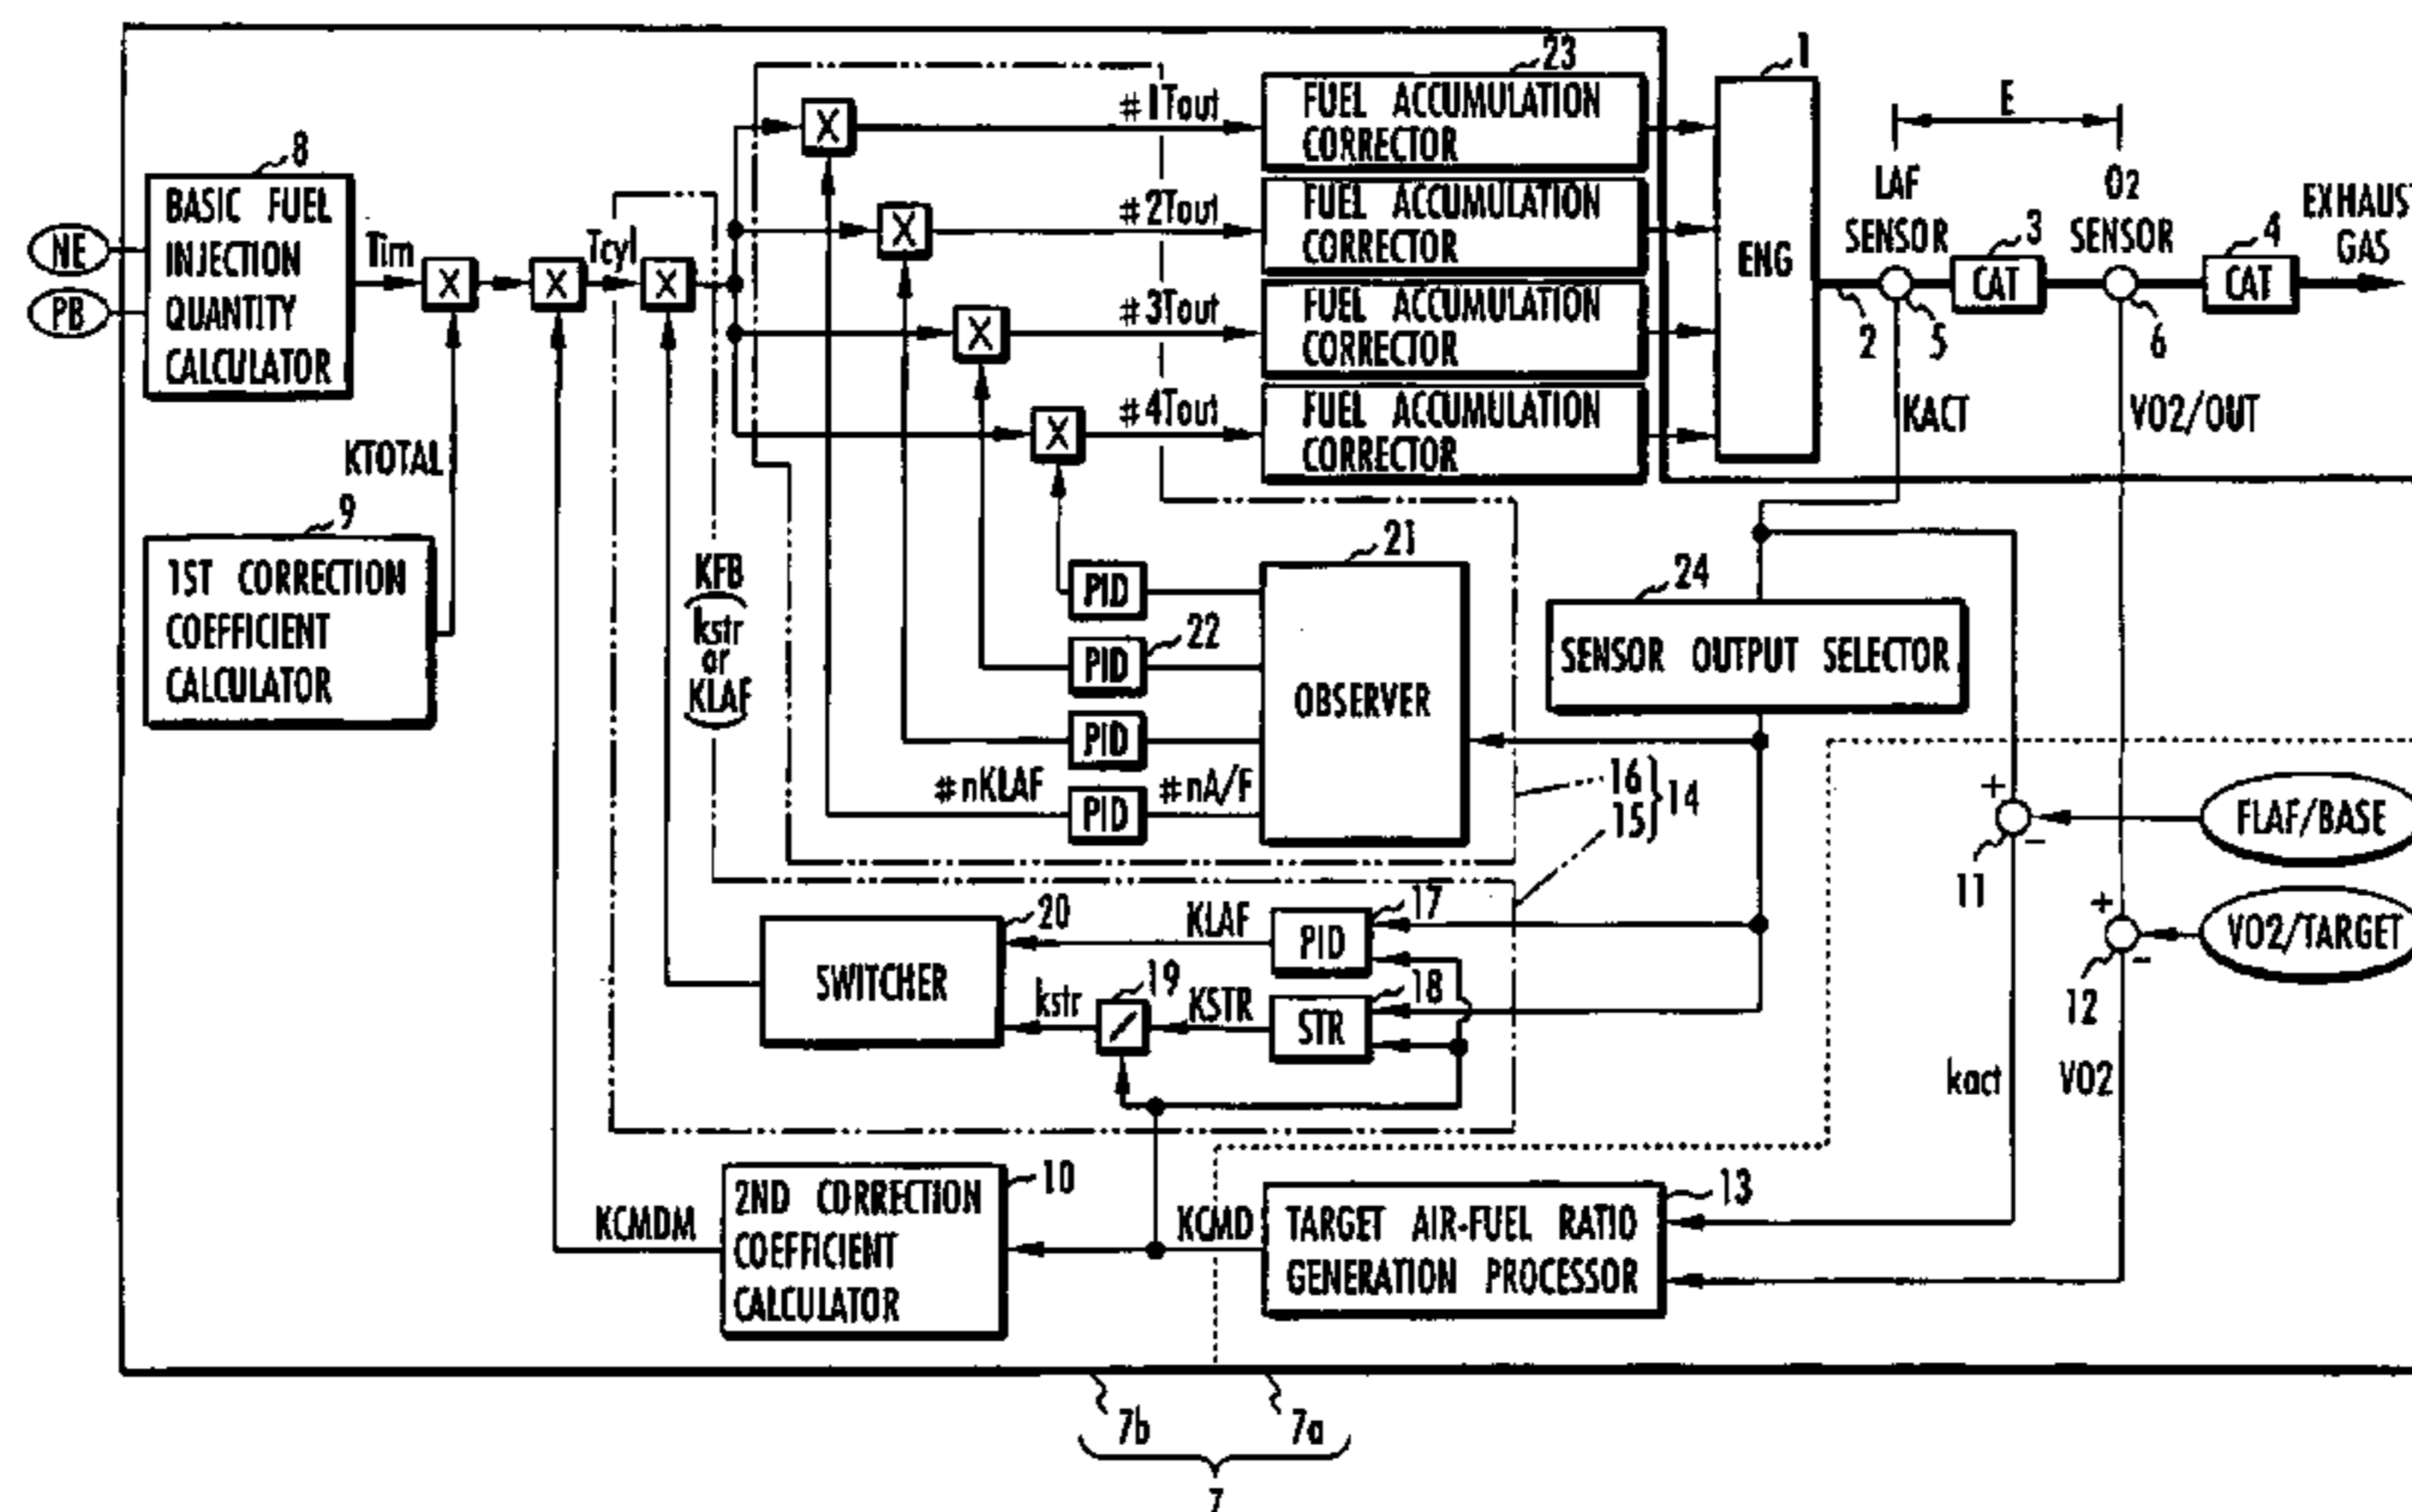 23
1
#1Tout
FUEL ACCUMULATION
CORRECTOR
E
8
BASIC FUEL
INJECTION
QUANTITY
CALCULATOR
NE
PB
Tim
X
X
Tcyl
X
X
#2Tout
X
FUEL ACCUMULATION
CORRECTOR
#3Tout
X
FUEL ACCUMULATION
CORRECTOR
#4Tout
X
FUEL ACCUMULATION
CORRECTOR
ENG
LAF
SENSOR
3
O2
SENSOR
4
EXHAUST
GAS
CAT
CAT
2
5
6
KACT
VO2/OUT
KTOTAL
9
1ST CORRECTION
COEFFICIENT
CALCULATOR
KFB
(kstr
or
KLAF)
21
PID
22
PID
PID
#nKLAF
PID
#nA/F
OBSERVER
24
SENSOR OUTPUT SELECTOR
16
15
}14
+
FLAF/BASE
−
11
+
VO2/TARGET
−
12
20
SWITCHER
KLAF
17
PID
kstr
19
KSTR
18
STR
kact
VO2
10
2ND CORRECTION
COEFFICIENT
CALCULATOR
KCMDM
KCMD
13
TARGET AIR-FUEL RATIO
GENERATION PROCESSOR
7b
7a
7